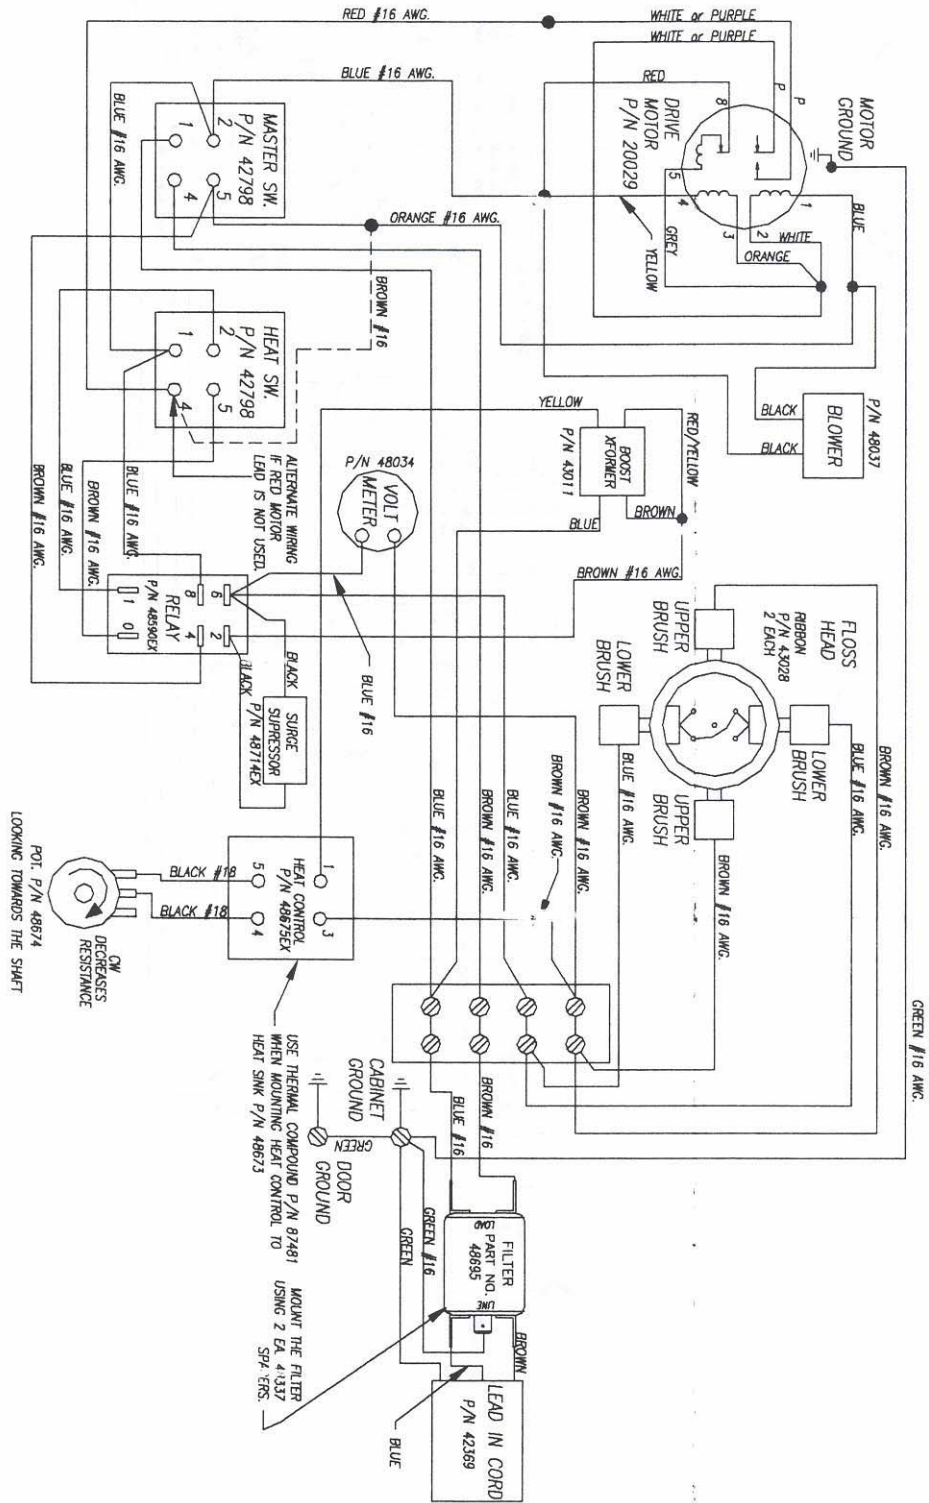 RED #16 AWG.
WHITE or PURPLE
WHITE or PURPLE
BLUE #16 AWG.
RED
P
P
MOTOR
GROUND
DRIVE
MOTOR
P/N 20029
8
5
4
3
2
1
WHITE
ORANGE
GREY
YELLOW
BLUE
BLUE #16 AWG.
MASTER SW.
P/N 42798
2
1
5
4
ORANGE #16 AWG.
BROWN #16
HEAT SW.
P/N 42798
2
1
5
4
ALTERNATE WIRING
IF RED MOTOR
LEAD IS NOT USED.
YELLOW
RED/YELLOW
BOOST
XFORMER
P/N 43011
BLUE
BROWN
P/N 48037
BLOWER
BLACK
BLACK
P/N 48034
VOLT
METER
BROWN #16 AWG.
BLUE #16 AWG.
BROWN #16 AWG.
BLUE #16 AWG.
RELAY
P/N 48590EX
8
6
4
2
1
0
BROWN #16 AWG.
BLUE #16
BLACK
BLACK
SURGE
SUPRESSOR
P/N 48714EX
FLOSS
HEAD
RIBBON
P/N 43028
2 EACH
UPPER
BRUSH
LOWER
BRUSH
LOWER
BRUSH
UPPER
BRUSH
BLUE #16 AWG.
BROWN #16 AWG.
BLUE #16 AWG.
BROWN #16 AWG.
BLUE #16 AWG.
BROWN #16 AWG.
BLUE #16 AWG.
BROWN #16 AWG.
BROWN #16 AWG.
GREEN #16 AWG.
HEAT CONTROL
P/N 48675EX
1
3
5
4
BLACK #18
BLACK #18
CW
DECREASES
RESISTANCE
POT. P/N 48674
LOOKING TOWARDS THE SHAFT
USE THERMAL COMPOUND P/N 87481
WHEN MOUNTING HEAT CONTROL TO
HEAT SINK P/N 48673
CABINET
GROUND
DOOR
GROUND
GREEN
BLUE #16
BROWN #16
GREEN #16
GREEN
LOAD
FILTER
PART NO.
48695
LINE
MOUNT THE FILTER
USING 2 EA.
BROWN
BLUE
LEAD IN CORD
P/N 42369